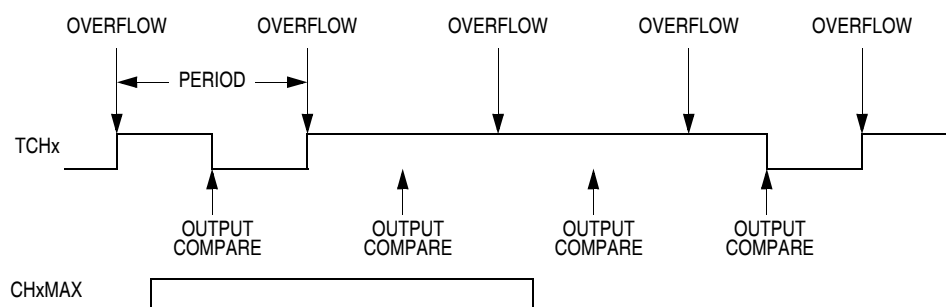 OVERFLOW OVERFLOW OVERFLOW OVERFLOW OVERFLOW
PERIOD
TCHx
OUTPUT COMPARE
OUTPUT COMPARE
OUTPUT COMPARE
OUTPUT COMPARE
CHxMAX